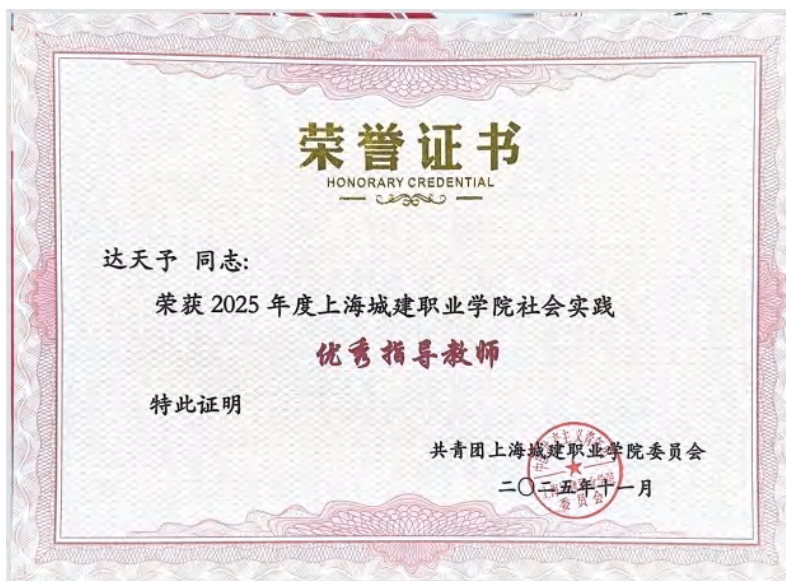 荣誉证书
HONORARY CREDENTIAL
达天予 同志:
荣获 2025 年度上海城建职业学院社会实践
优秀指导教师
特此证明
共青团上海城建职业学院委员会
二〇二五年十一月
委员会